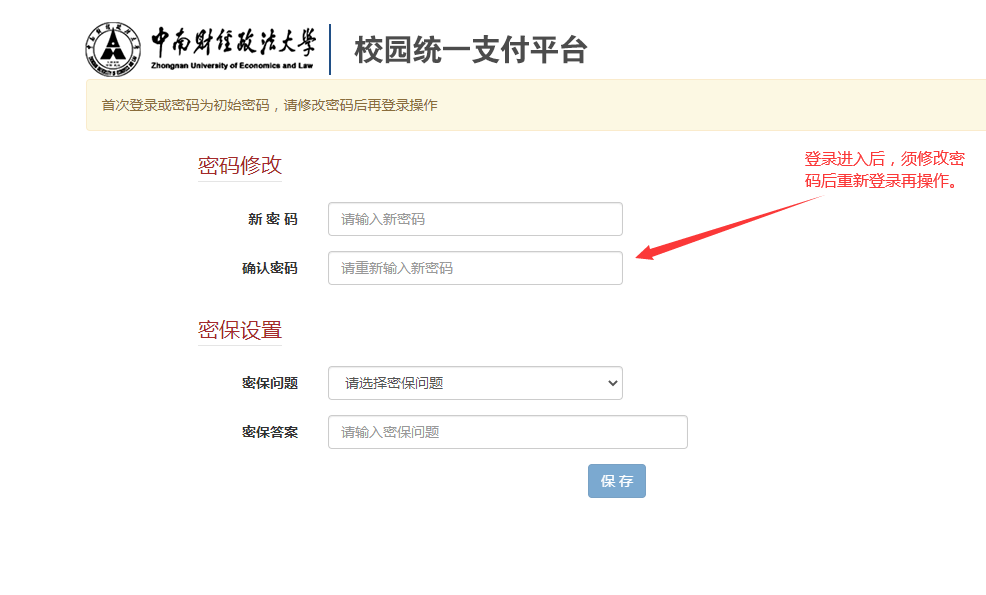 中南财经政法大学
Zhongnan University of Economics and Law
校园统一支付平台
首次登录或密码为初始密码，请修改密码后再登录操作
登录进入后，须修改密
码后重新登录再操作。
密码修改
新 密 码
请输入新密码
确认密码
请重新输入新密码
密保设置
密保问题
请选择密保问题
密保答案
请输入密保问题
保 存